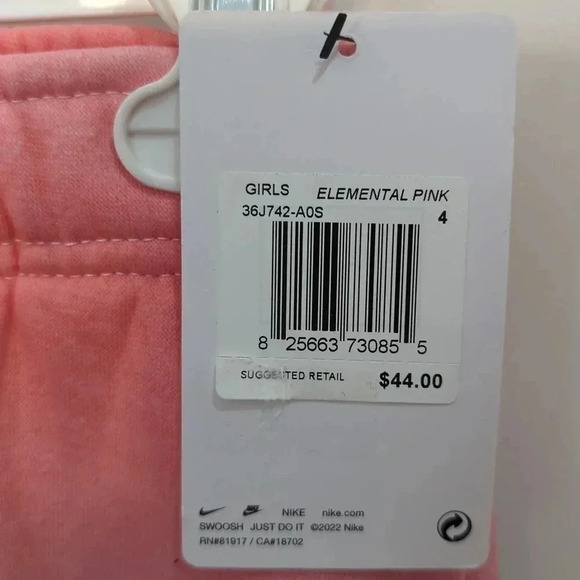 GIRLS ELEMENTAL PINK
36J742-A0S 4
8 25663 73085 5
SUGGESTED RETAIL $44.00
NIKE nike.com
SWOOSH JUST DO IT ©2022 Nike
RN#81917 / CA#18702